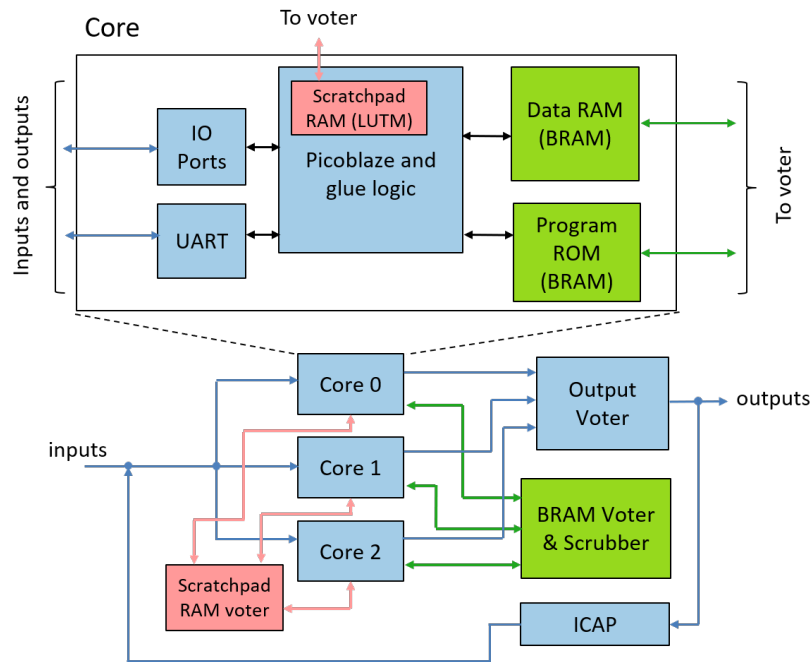 To voter
Core
Scratchpad
RAM (LUTM)
Picoblaze and
glue logic
IO
Ports
UART
Data RAM
(BRAM)
Program
ROM
(BRAM)
Inputs and outputs
To voter
Core 0
Core 1
Core 2
Output
Voter
outputs
inputs
BRAM Voter
& Scrubber
Scratchpad
RAM voter
ICAP